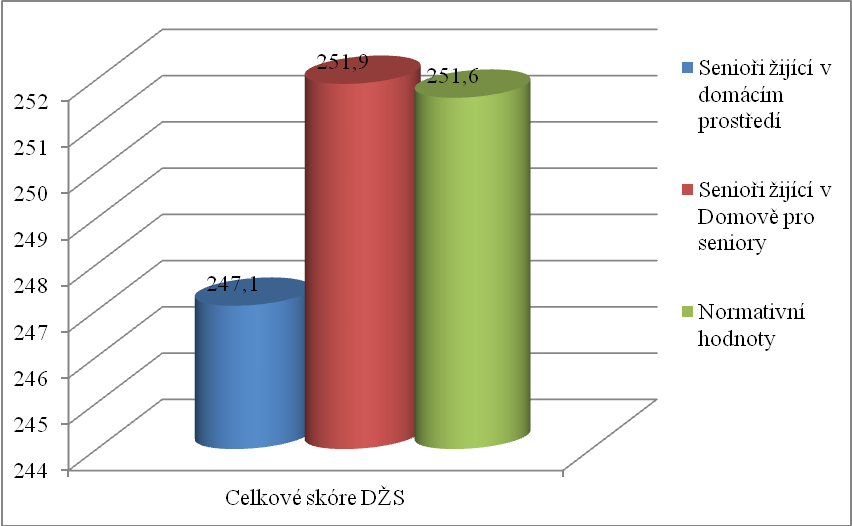 251,9
251,6
252
251
250
249
248
247
246
245
244
247,1
Celkové skóre DŽS
Senioři žijící v
domácím
prostředí
Senioři žijící v
Domově pro
seniory
Normativní
hodnoty